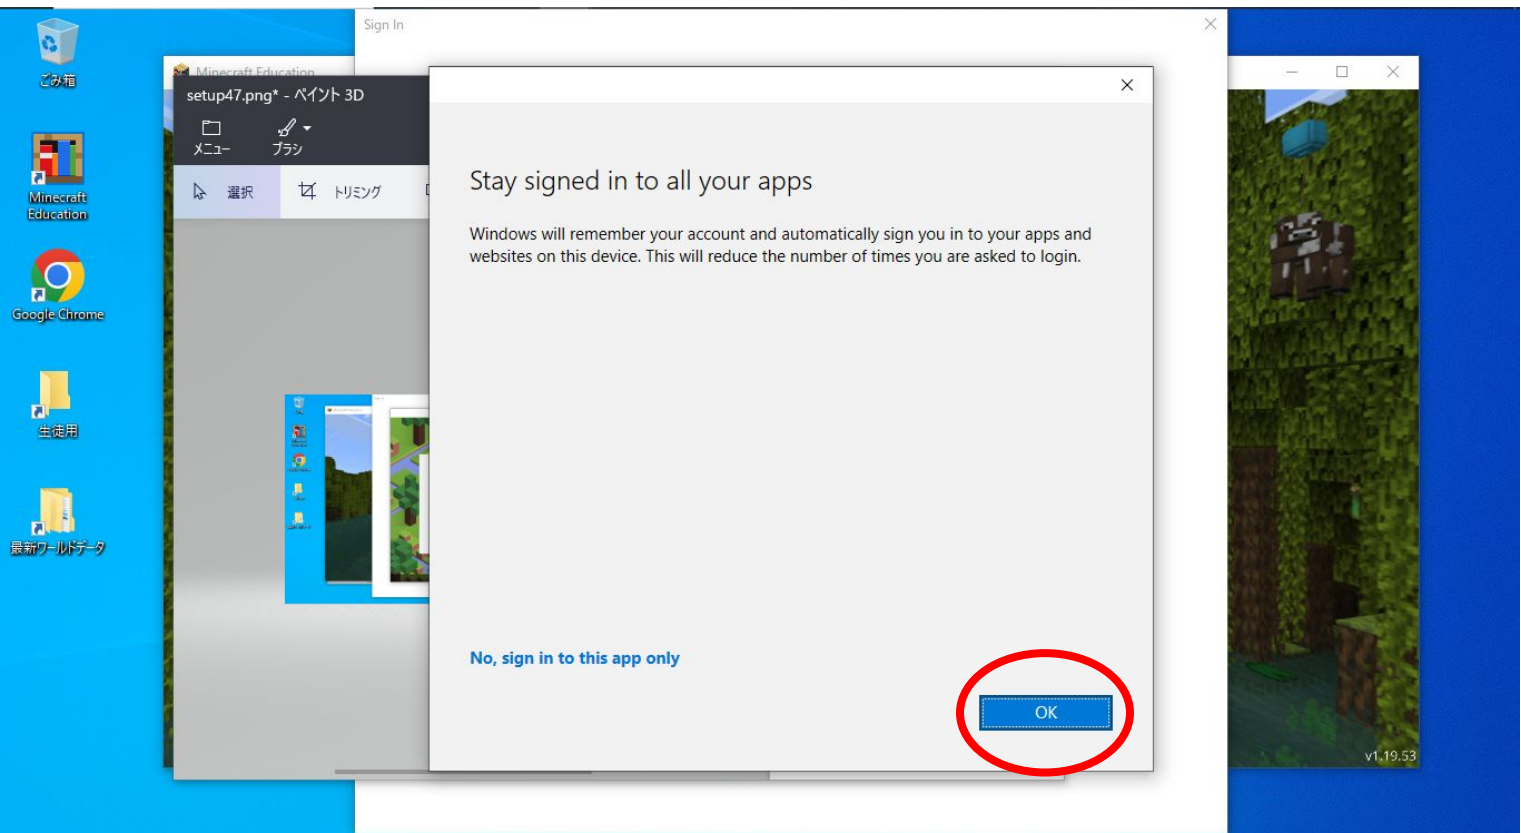 Sign In
ごみ箱
Minecraft Education
setup47.png* - ペイント 3D
メニュー
ブラシ
選択
トリミング
Minecraft
Education
Google Chrome
生徒用
最新ワールドデータ
Stay signed in to all your apps
Windows will remember your account and automatically sign you in to your apps and
websites on this device. This will reduce the number of times you are asked to login.
No, sign in to this app only
OK
v1.19.53